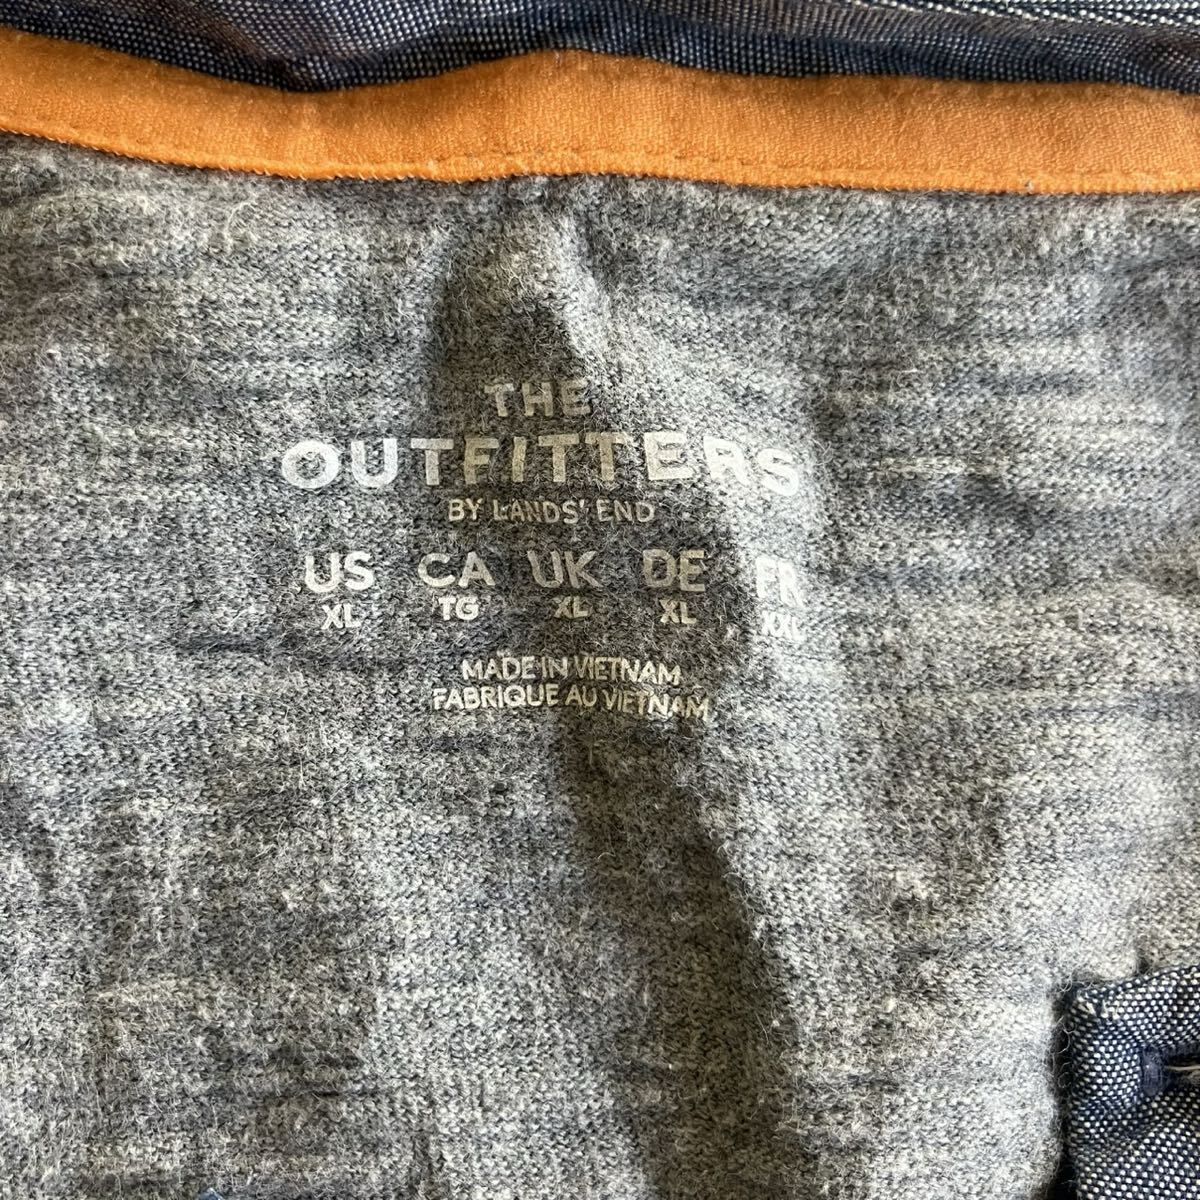 THE
OUTFITTERS
BY LANDS' END
US CA UK DE FR
XL TG XL XL XXL
MADE IN VIETNAM
FABRIQUE AU VIETNAM